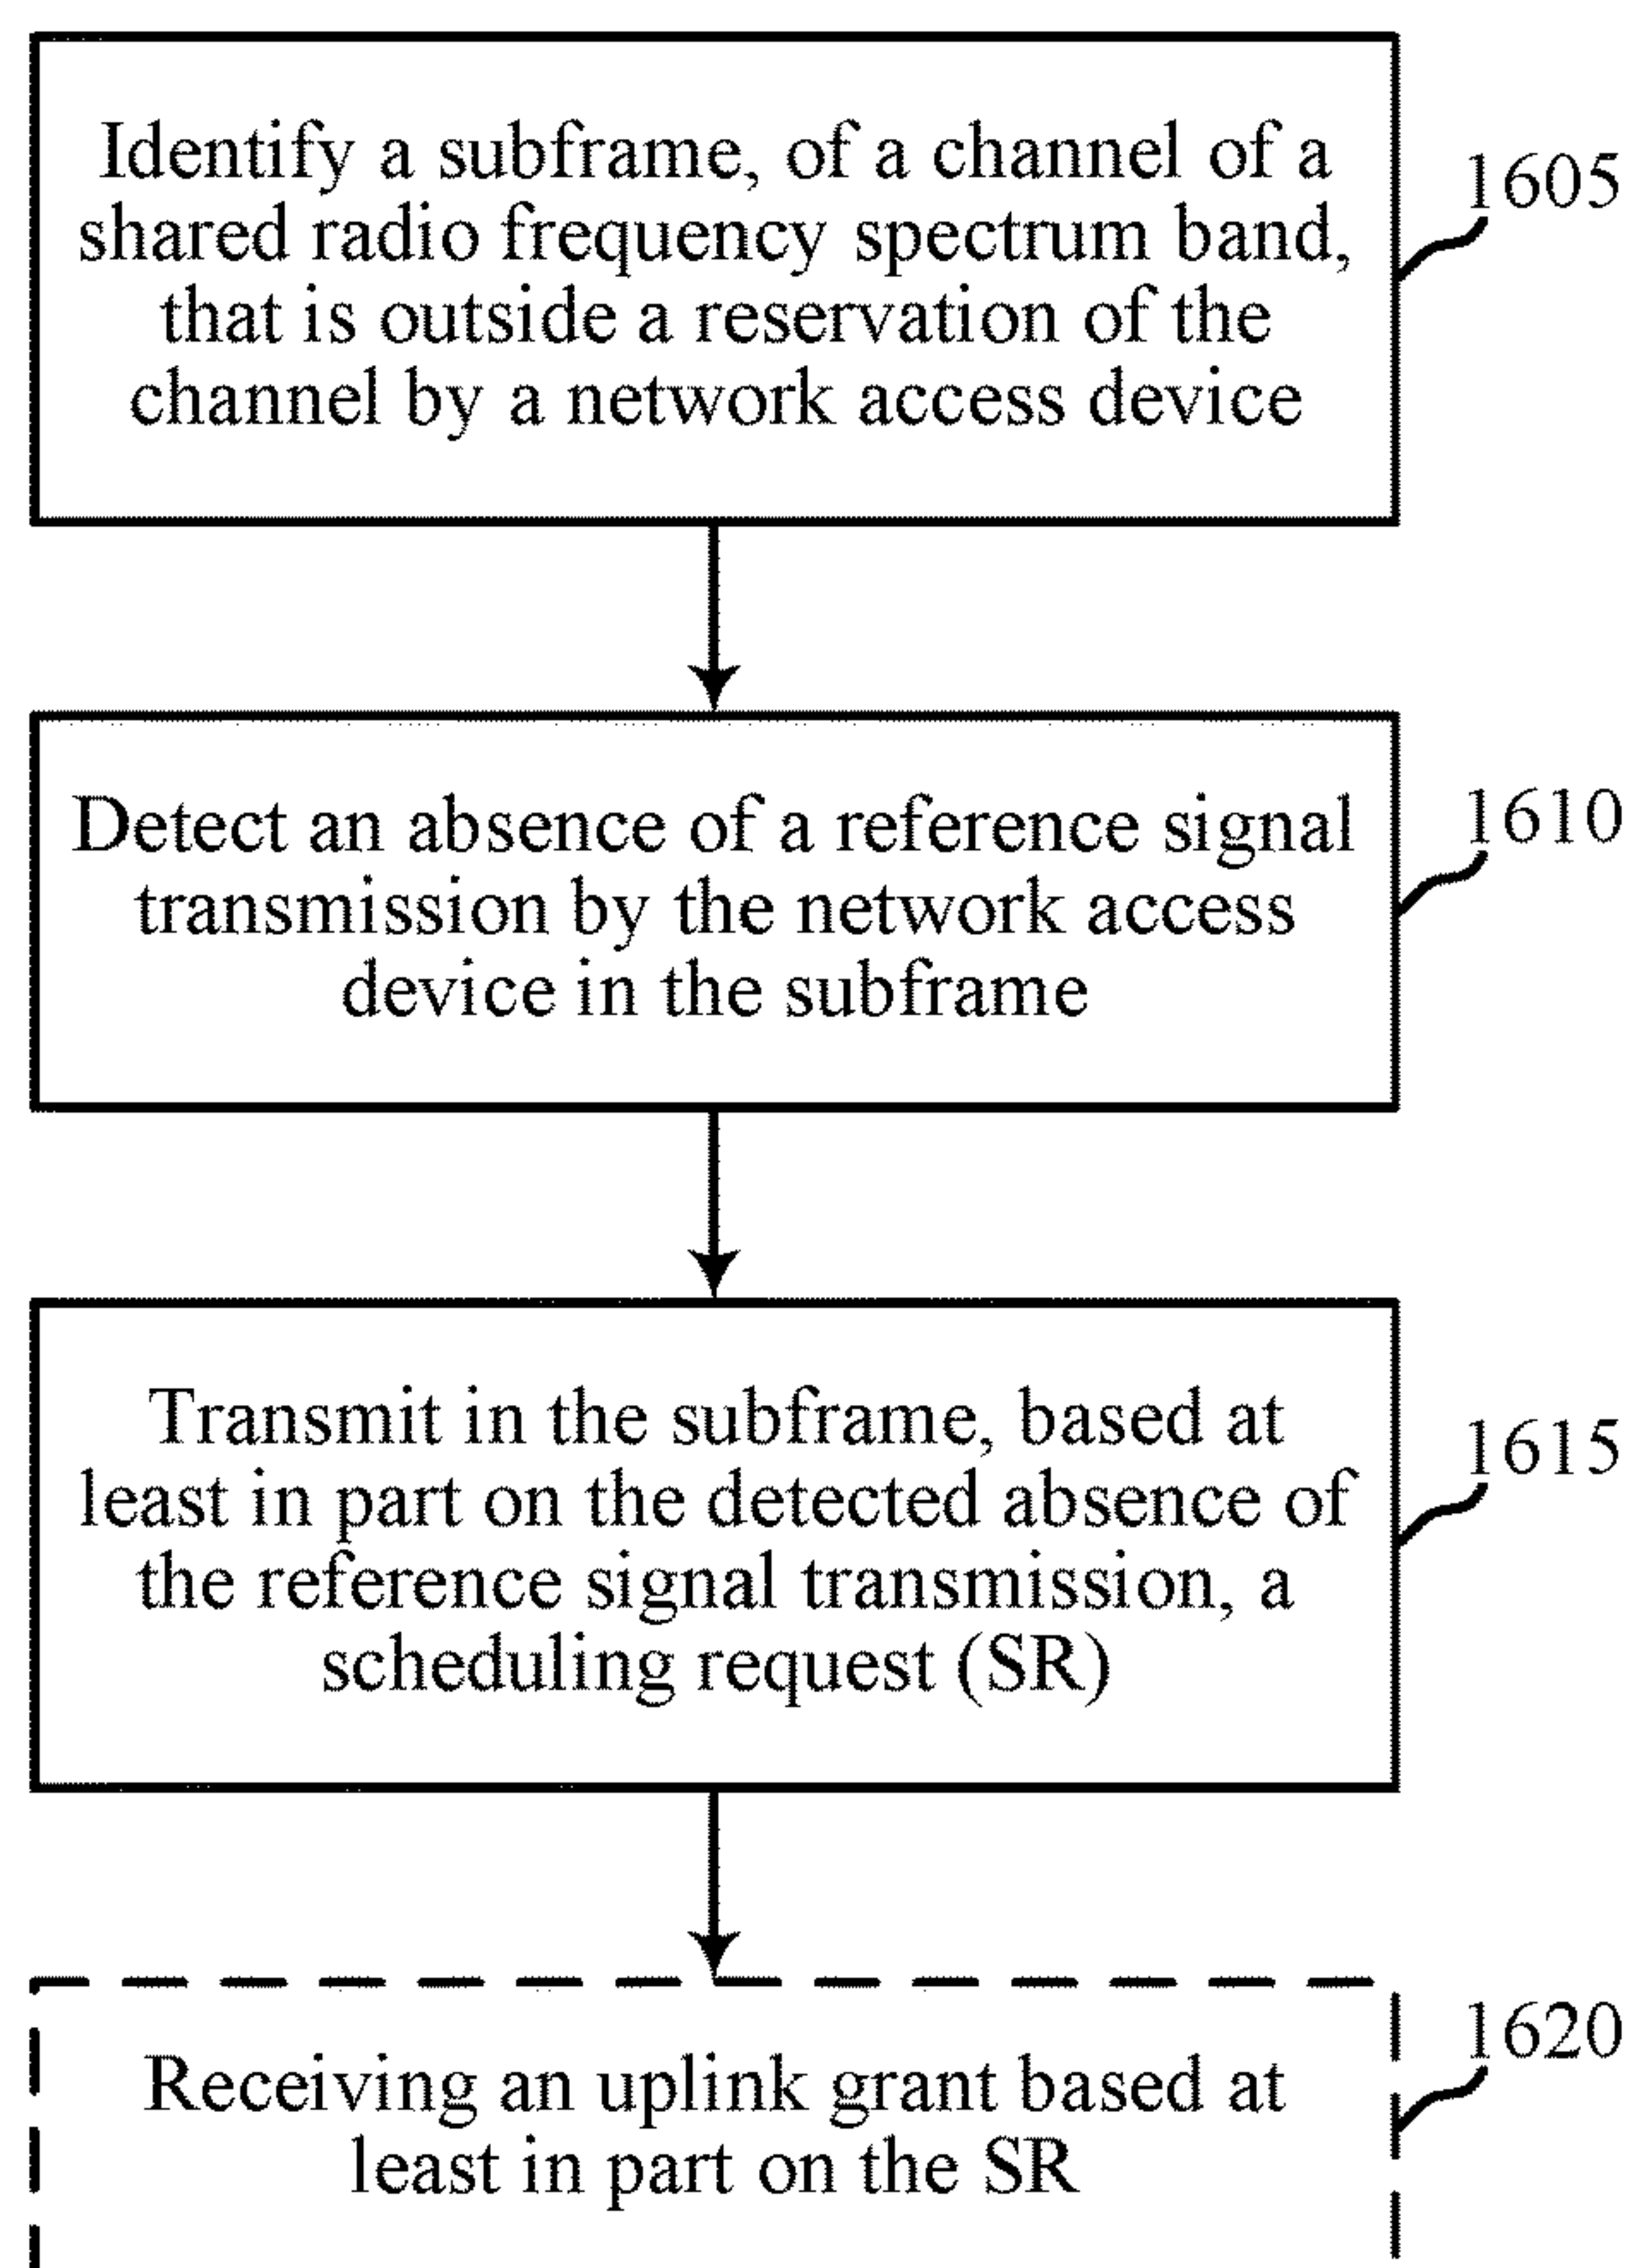 Identify a subframe, of a channel of a
shared radio frequency spectrum band,
that is outside a reservation of the
channel by a network access device
1605
Detect an absence of a reference signal
transmission by the network access
device in the subframe
1610
Transmit in the subframe, based at
least in part on the detected absence of
the reference signal transmission, a
scheduling request (SR)
1615
Receiving an uplink grant based at
least in part on the SR
1620